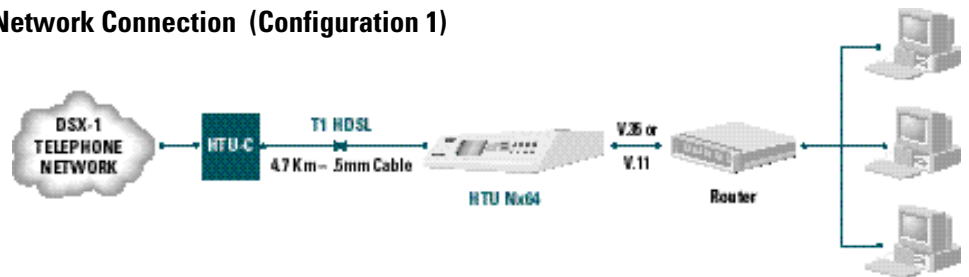 Network Connection (Configuration 1)
DSX-1
TELEPHONE
NETWORK
HTU-C
T1 HDSL
4.7 Km – .5mm Cable
HTU Nx64
V.35 or
V.11
Router